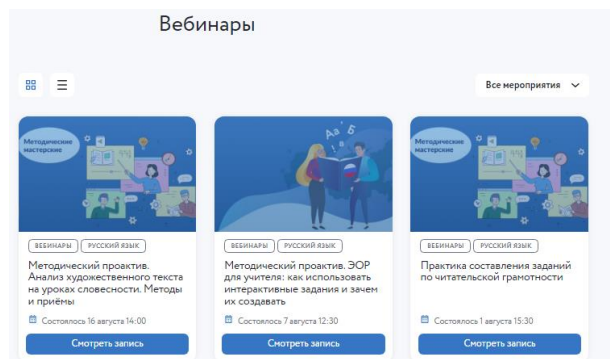 Вебинары
Все мероприятия
Методические
мастерские
Аа
Б
Методические
мастерские
ВЕБИНАРЫ
РУССКИЙ ЯЗЫК
ВЕБИНАРЫ
РУССКИЙ ЯЗЫК
ВЕБИНАРЫ
РУССКИЙ ЯЗЫК
Методический проактив.
Анализ художественного текста
на уроках словесности. Методы
и приёмы
Методический проактив. ЭОР
для учителя: как использовать
интерактивные задания и зачем
их создавать
Практика составления заданий
по читательской грамотности
Состоялось 16 августа 14:00
Состоялось 7 августа 12:30
Состоялось 1 августа 15:30
Смотреть запись
Смотреть запись
Смотреть запись